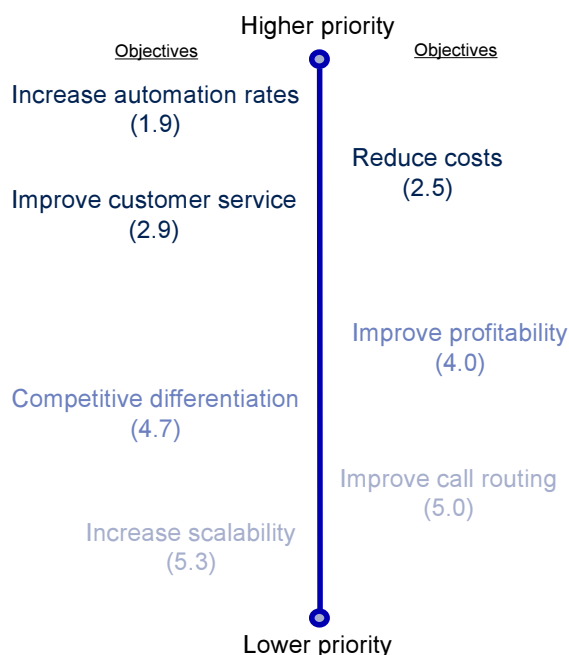 Higher priority
Objectives
Objectives
Increase automation rates
(1.9)
Reduce costs
(2.5)
Improve customer service
(2.9)
Improve profitability
(4.0)
Competitive differentiation
(4.7)
Improve call routing
(5.0)
Increase scalability
(5.3)
Lower priority